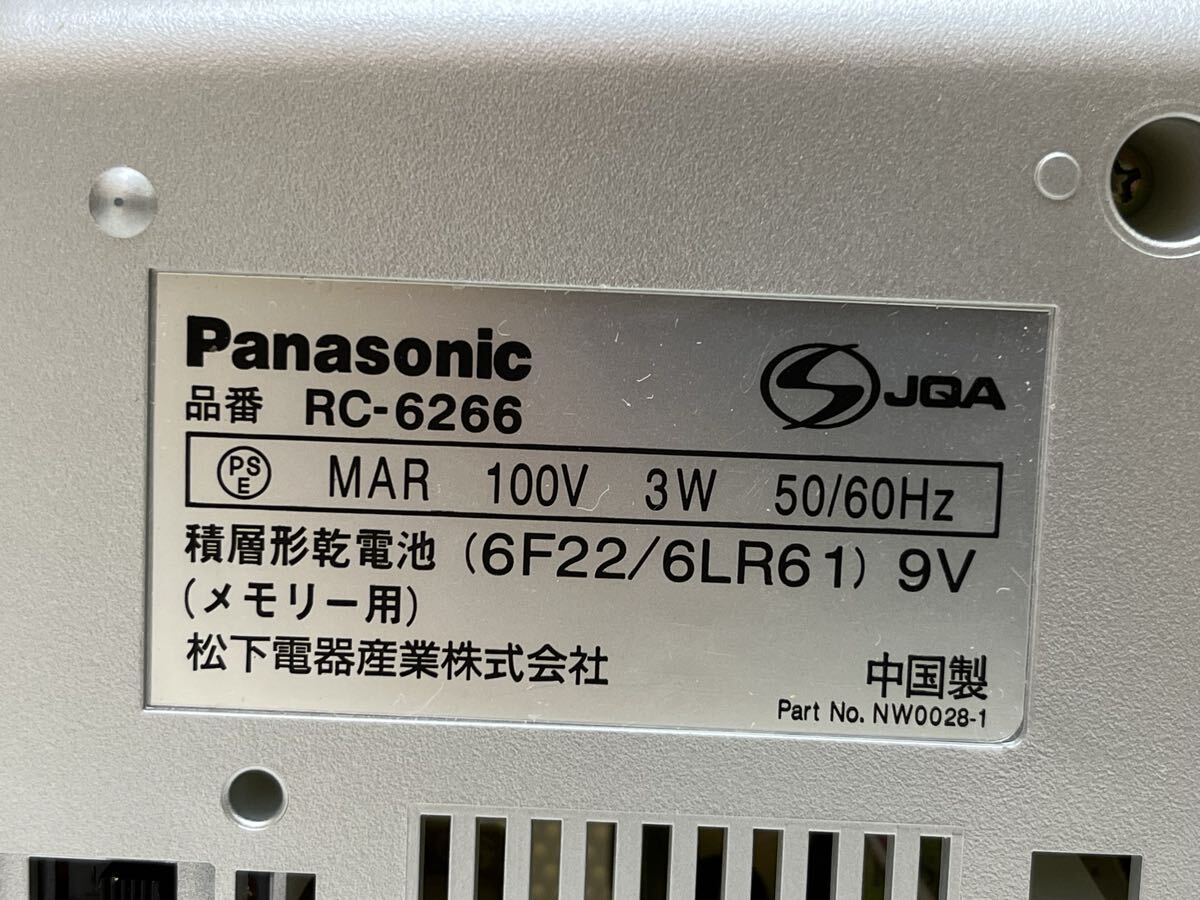 Panasonic
品番 RC-6266
JQA
PSE MAR 100V 3W 50/60Hz
積層形乾電池 (6F22/6LR61) 9V
(メモリー用)
松下電器産業株式会社
中国製
Part No. NW0028-1